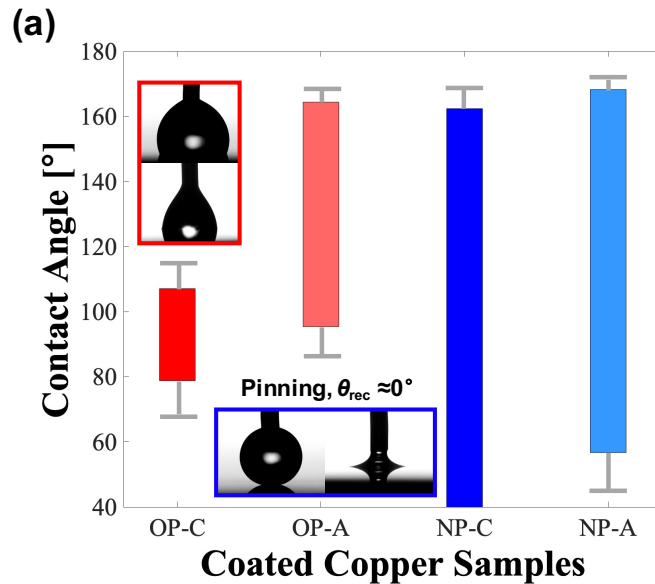 (a)
Contact Angle [°]
180
160
140
120
100
80
60
40
Pinning, θrec ≈0°
OP-C
OP-A
NP-C
NP-A
Coated Copper Samples